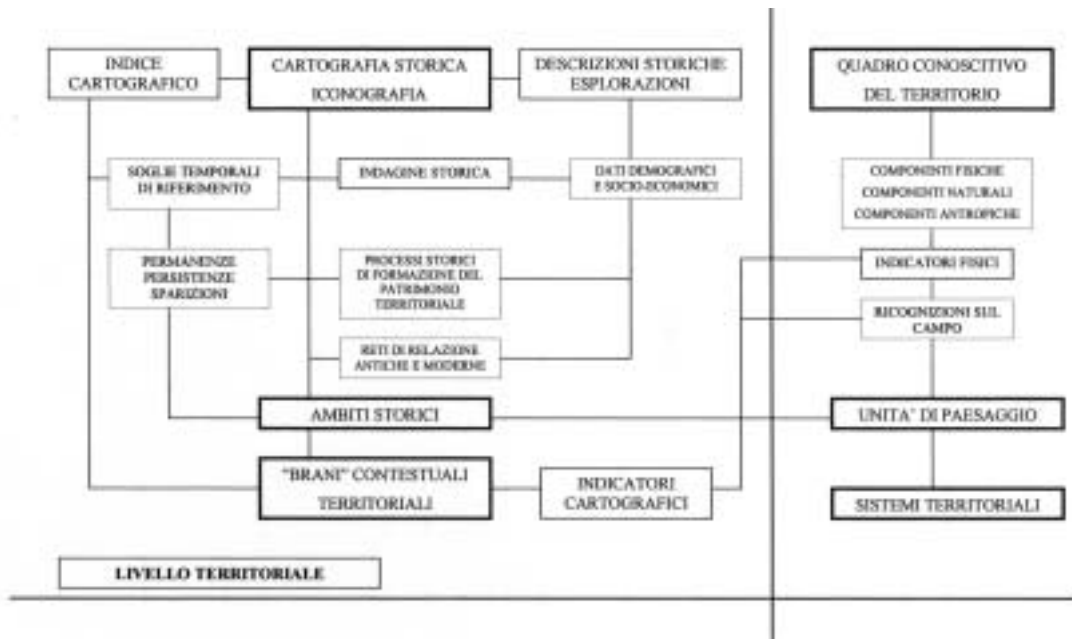 INDICE
CARTOGRAFICO
CARTOGRAFIA STORICA
ICONOGRAFIA
DESCRIZIONI STORICHE
ESPLORAZIONI
QUADRO CONOSCITIVO
DEL TERRITORIO
SOGLIE TEMPORALI
DI RIFERIMENTO
INDAGINE STORICA
DATI DEMOGRAFICI
E SOCIO-ECONOMICI
COMPONENTI FISICHE
COMPONENTI NATURALI
COMPONENTI ANTROPICHE
PERMANENZE
PERSISTENZE
SPARIZIONI
PROCESSI STORICI
DI FORMAZIONE DEL
PATRIMONIO
TERRITORIALE
INDICATORI FISICI
RICOGNIZIONI SUL
CAMPO
RETI DI RELAZIONE
ANTICHE E MODERNE
AMBITI STORICI
UNITA' DI PAESAGGIO
"BRANI" CONTESTUALI
TERRITORIALI
INDICATORI
CARTOGRAFICI
SISTEMI TERRITORIALI
LIVELLO TERRITORIALE